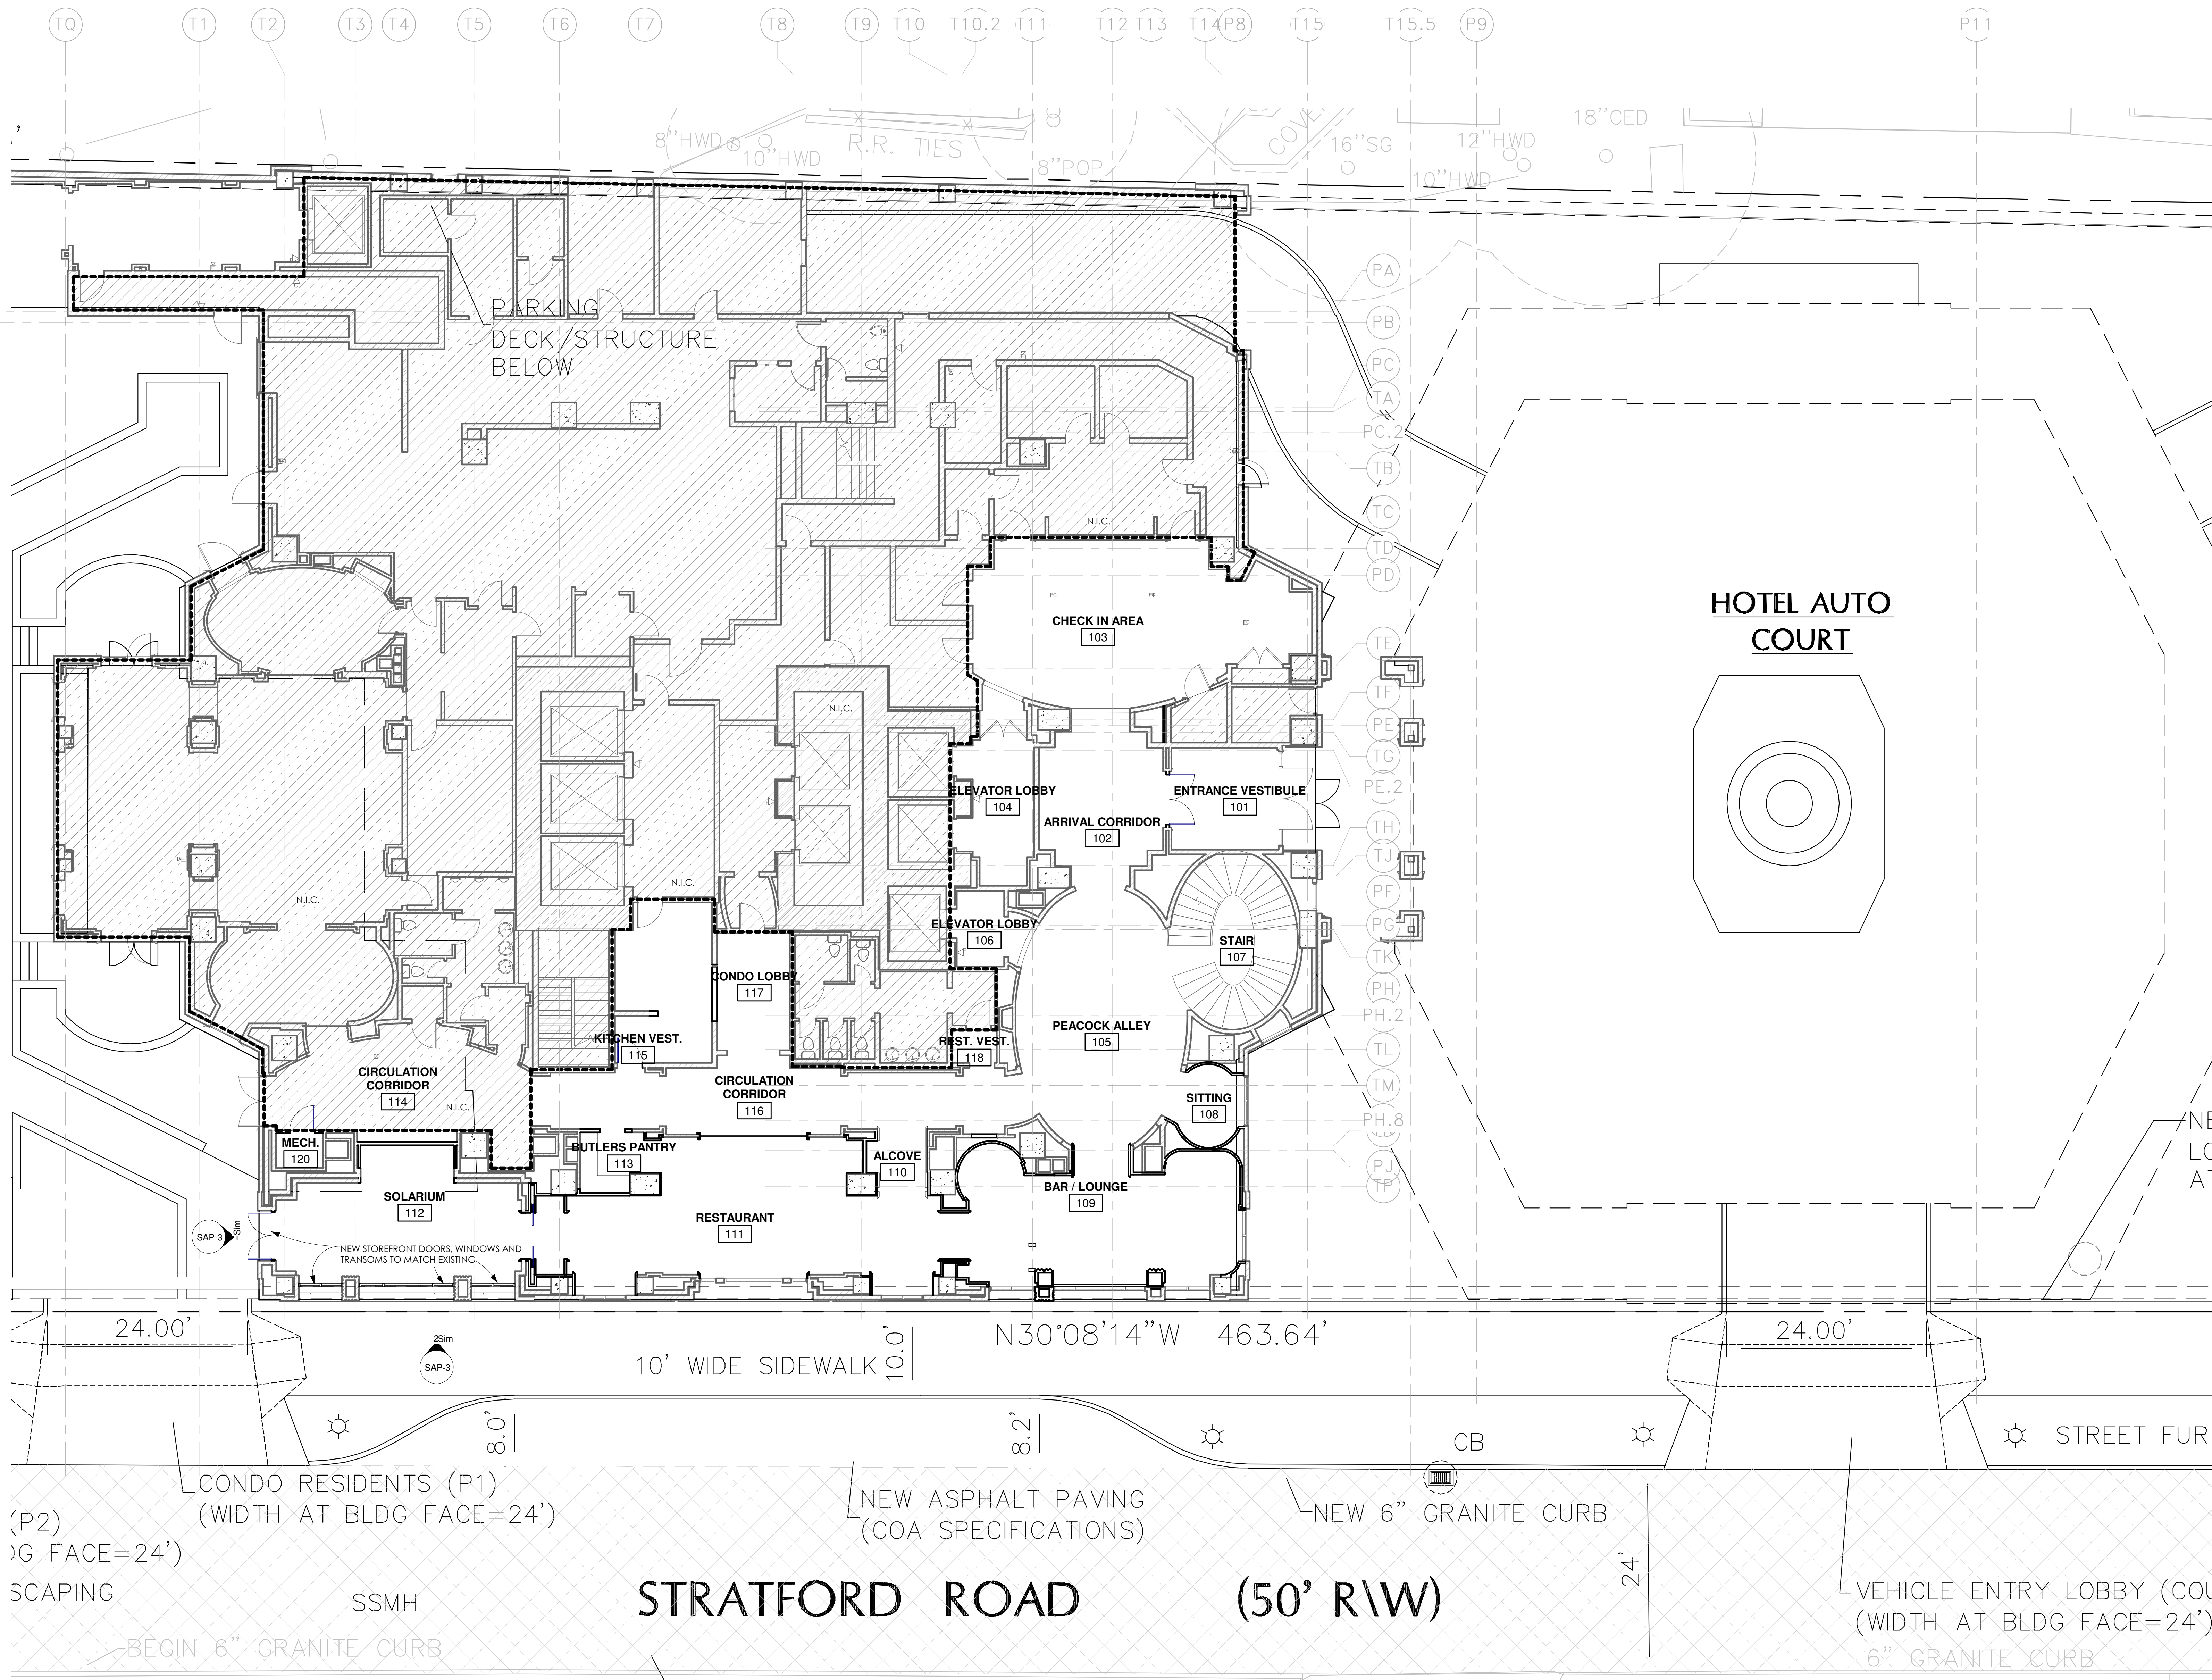 TQ T1 T2 T3 T4 T5 T6 T7 T8 T9 T10 T10.2 T11 T12 T13 T14 P8 T15 T15.5 P9 P11
8"HWD
10"HWD
R.R. TIES
8"POP
COVE
16"SG
12"HWD
18"CED
10"HWD
PARKING
DECK/STRUCTURE
BELOW
PA
PB
PC
TA
PC.2
TB
TC
TD
PD
TE
TF
PE
TG
PE.2
TH
TJ
PF
PG
TK
PH
PH.2
TL
TM
PH.8
PJ
TP
N.I.C.
CHECK IN AREA
103
HOTEL AUTO
COURT
N.I.C.
ELEVATOR LOBBY
104
ENTRANCE VESTIBULE
101
ARRIVAL CORRIDOR
102
N.I.C.
N.I.C.
ELEVATOR LOBBY
106
STAIR
107
CONDO LOBBY
117
KITCHEN VEST.
115
REST. VEST.
118
PEACOCK ALLEY
105
CIRCULATION
CORRIDOR
114
N.I.C.
CIRCULATION
CORRIDOR
116
SITTING
108
MECH.
120
BUTLERS PANTRY
113
ALCOVE
110
BAR / LOUNGE
109
SOLARIUM
112
RESTAURANT
111
SAP-3
1Sim
NEW STOREFRONT DOORS, WINDOWS AND
TRANSOMS TO MATCH EXISTING
24.00'
2Sim
SAP-3
10' WIDE SIDEWALK
10.0'
N30°08'14"W 463.64'
24.00'
8.0'
8.2'
CB
STREET FUR
CONDO RESIDENTS (P1)
(WIDTH AT BLDG FACE=24')
NEW ASPHALT PAVING
(COA SPECIFICATIONS)
NEW 6" GRANITE CURB
(P2)
G FACE=24')
SCAPING
SSMH
STRATFORD ROAD (50' R\W)
24'
VEHICLE ENTRY LOBBY (COU
(WIDTH AT BLDG FACE=24')
BEGIN 6" GRANITE CURB
6" GRANITE CURB